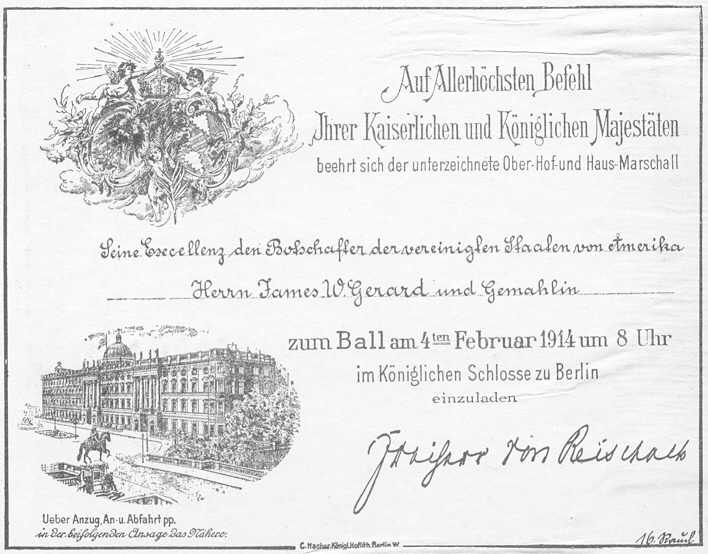 Auf Allerhöchsten Befehl
Ihrer Kaiserlichen und Königlichen Majestäten
beehrt sich der unterzeichnete Ober-Hof-und Haus-Marschall
Seine Excellenz den Botschafter der vereinigten Staaten von Amerika
Herrn James W. Gerard und Gemahlin
zum Ball am 4ten Februar 1914 um 8 Uhr
im Königlichen Schlosse zu Berlin
einzuladen
Freiherr von Reischach
Ueber Anzug, An- u. Abfahrt pp.
in der beifolgenden Ansage das Nähere.
Königl. Hoflith. Berlin W
16.